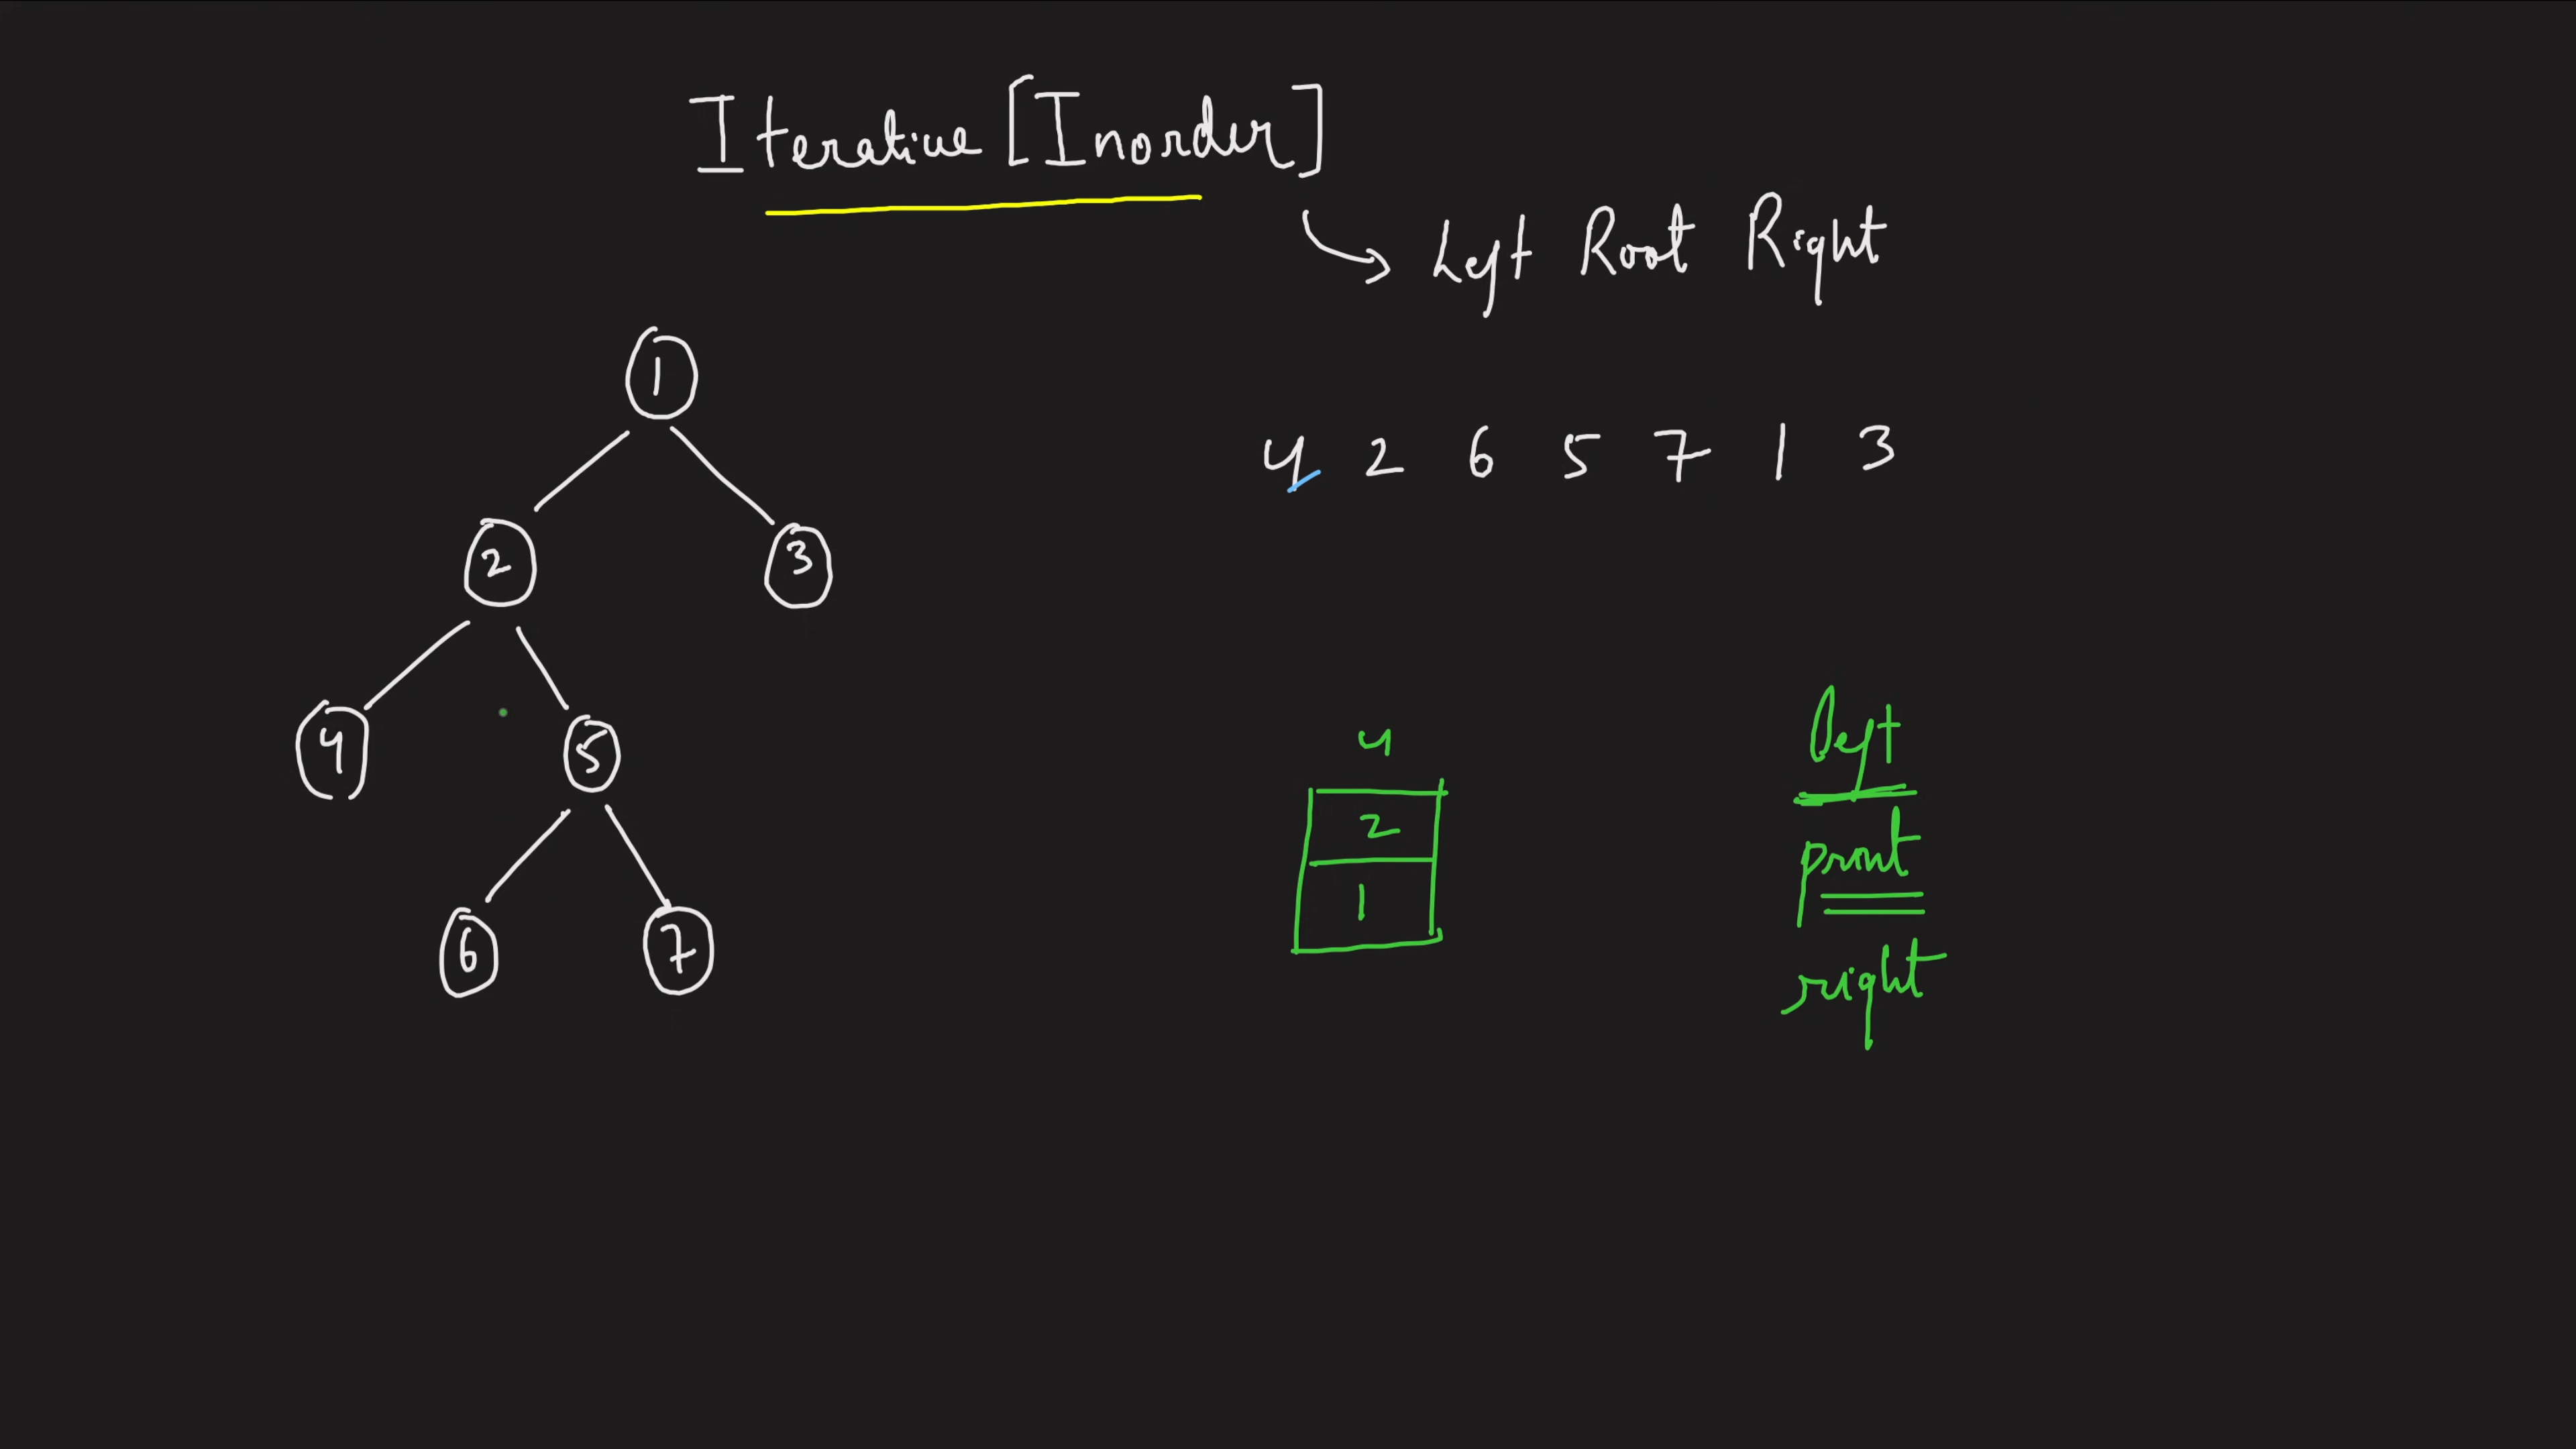 Iterative [Inorder]
Left Root Right
1
4 2 6 5 7 1 3
2 3
4 5
4
2
1
left
print
right
6 7